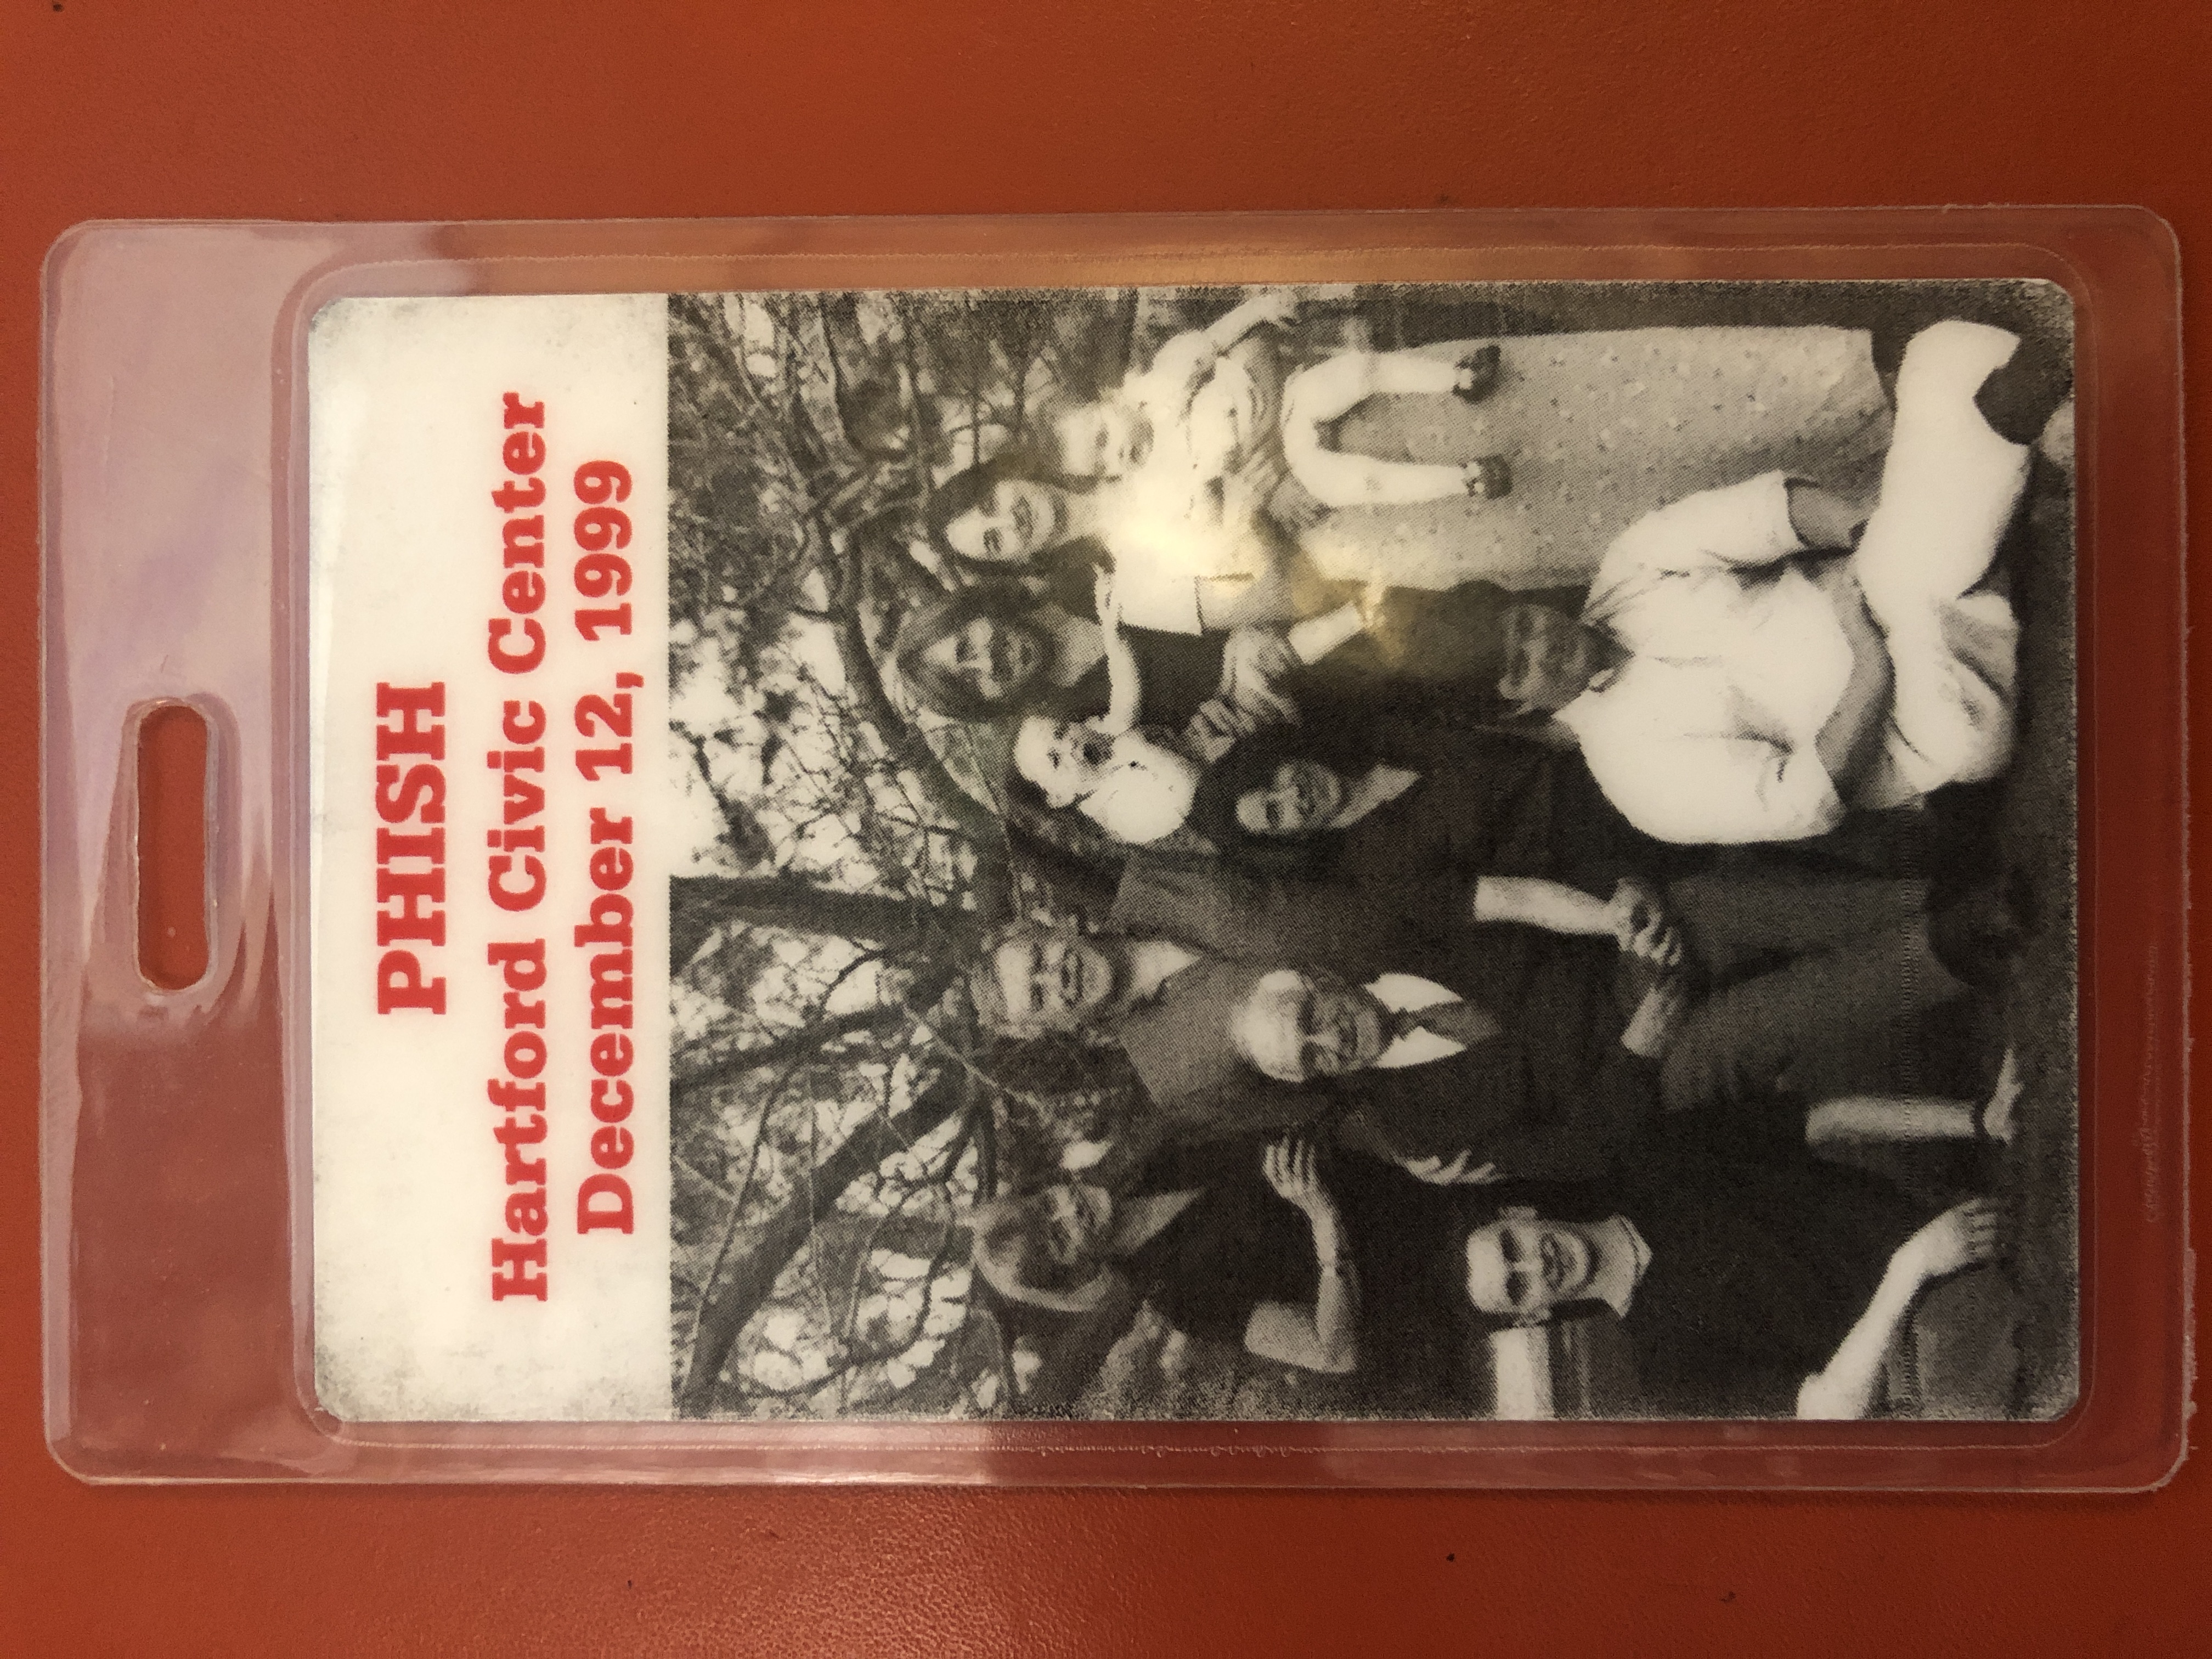 PHISH
Hartford Civic Center
December 12, 1999